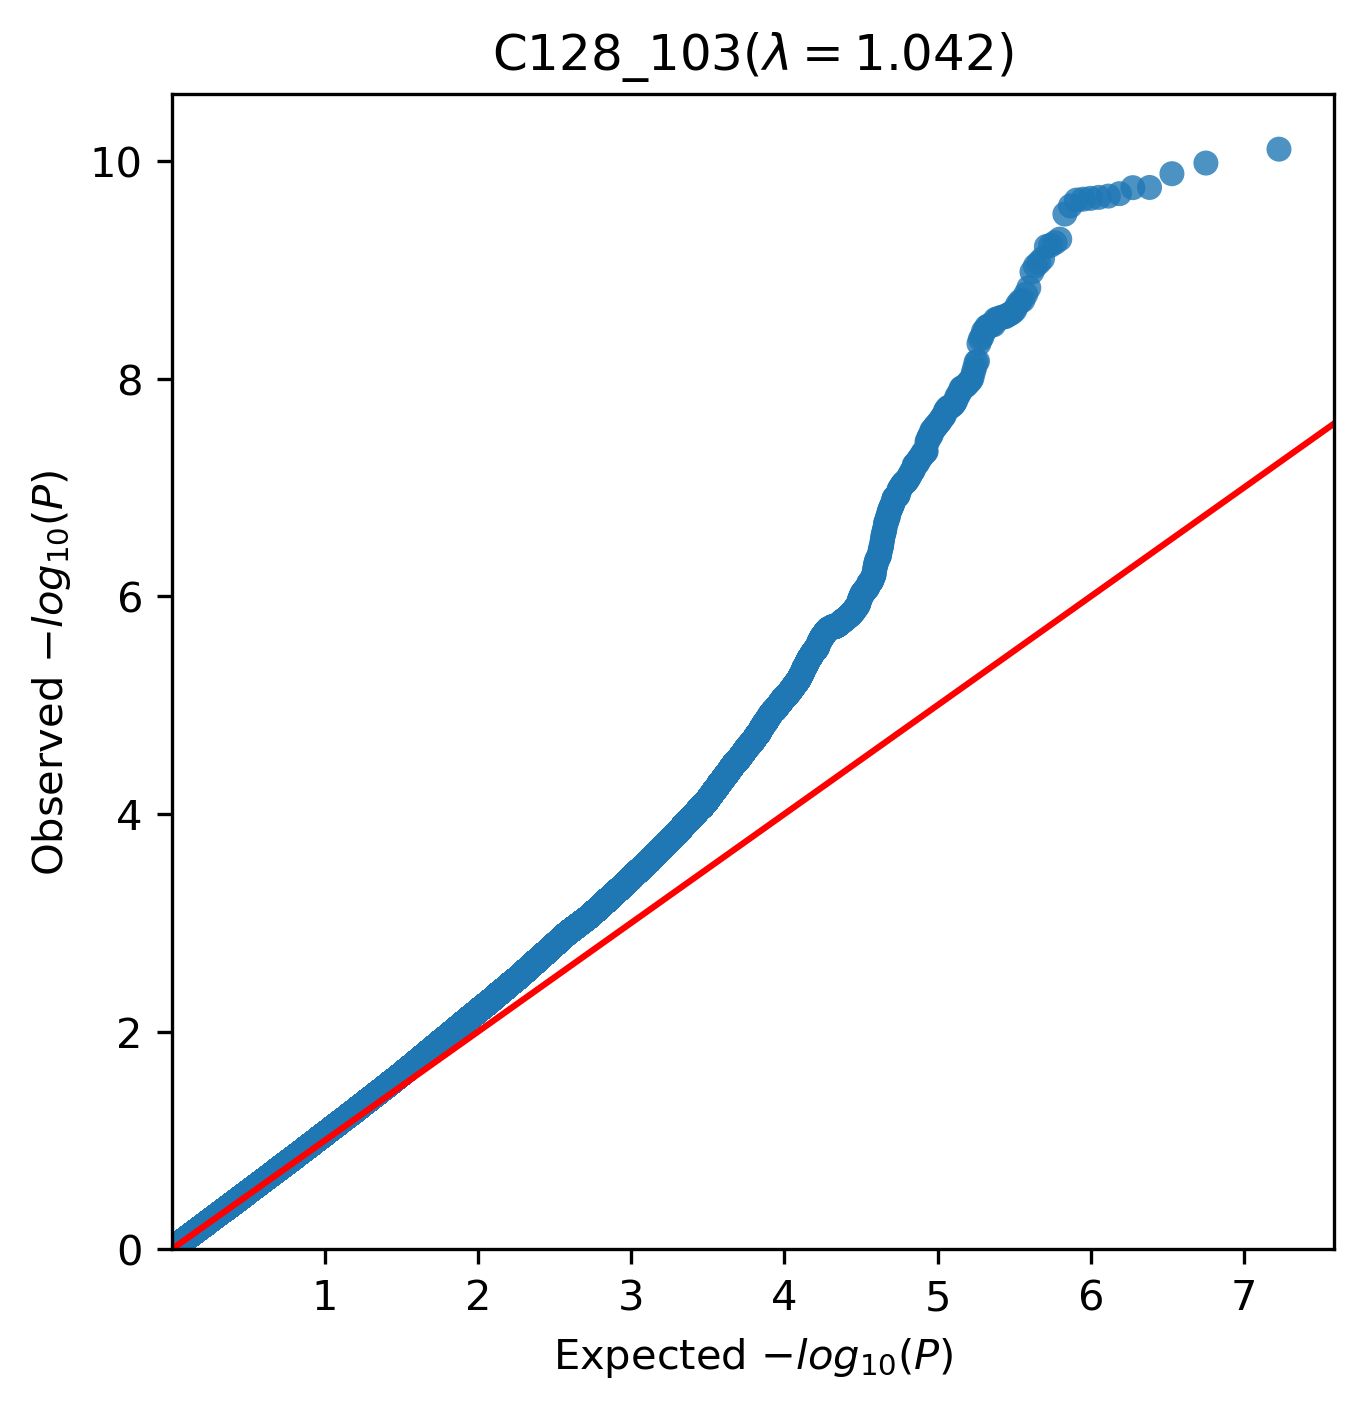 C128_103(λ = 1.042)
Observed −log10(P)
10
8
6
4
2
0
1 2 3 4 5 6 7
Expected −log10(P)